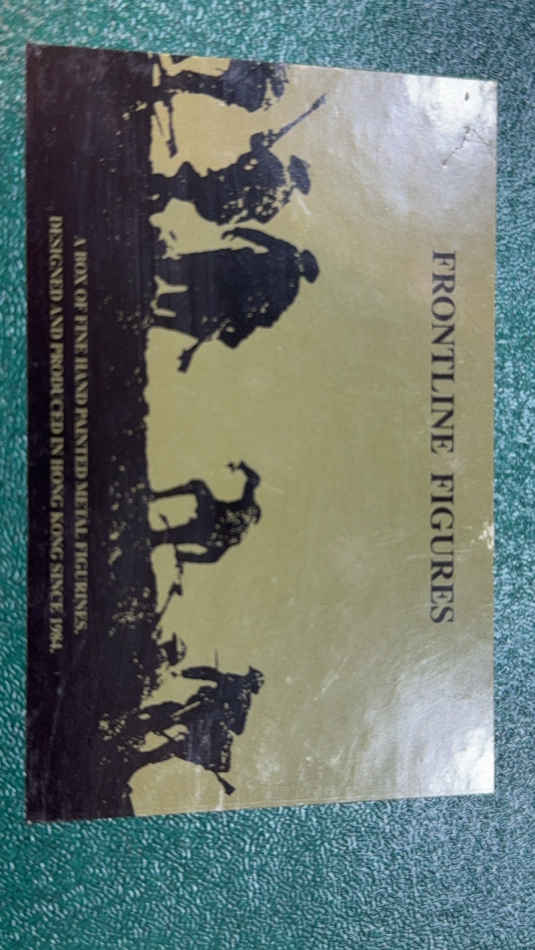 FRONTLINE FIGURES
A BOX OF FINE HAND PAINTED METAL FIGURINES,
DESIGNED AND PRODUCED IN HONG KONG SINCE 1984.